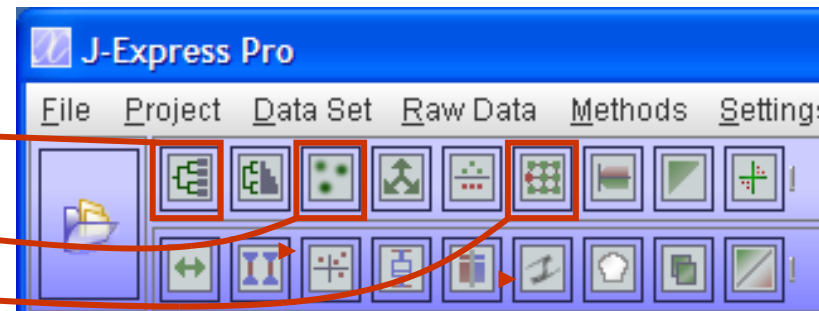 J-Express Pro
File Project Data Set Raw Data Methods Settings